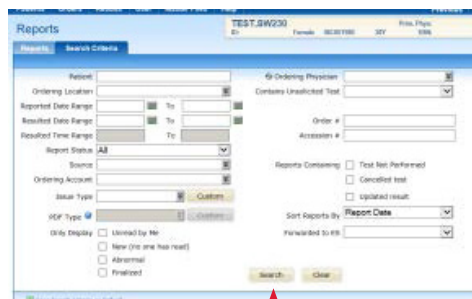 Reports
TEST, SW230
Female
Prim. Phys:
Reports Search Criteria
Patient
Ordering Physician
Ordering Location
Contains Unsolicited Test
Reported Date Range To
Resulted Date Range To
Order #
Resulted Time Range To
Accession #
Report Status All
Source
Reports Containing Test Not Performed
Ordering Account
Cancelled test
Issue Type Custom
Updated result
PDF Type Custom
Sort Reports By Report Date
Only Display Unread by Me
Forwarded to
New (no one has read)
Abnormal
Finalized
Search Clear